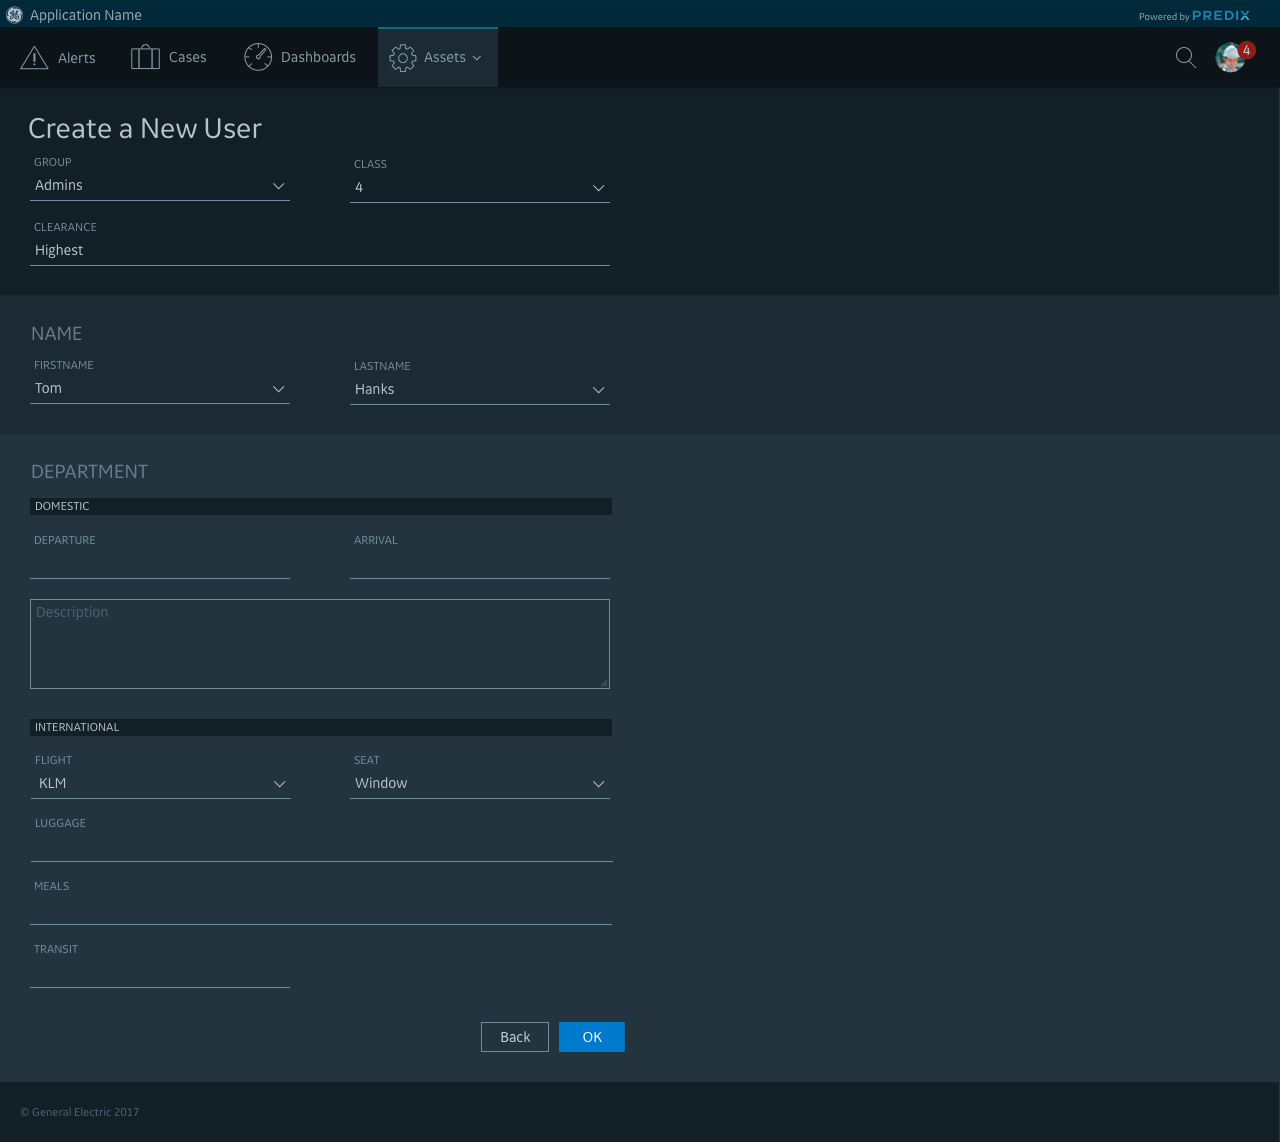 Application Name
Powered by PREDIX
Alerts
Cases
Dashboards
Assets
4
Create a New User
GROUP
CLASS
Admins
4
CLEARANCE
Highest
NAME
FIRSTNAME
LASTNAME
Tom
Hanks
DEPARTMENT
DOMESTIC
DEPARTURE
ARRIVAL
Description
INTERNATIONAL
FLIGHT
SEAT
KLM
Window
LUGGAGE
MEALS
TRANSIT
Back
OK
© General Electric 2017